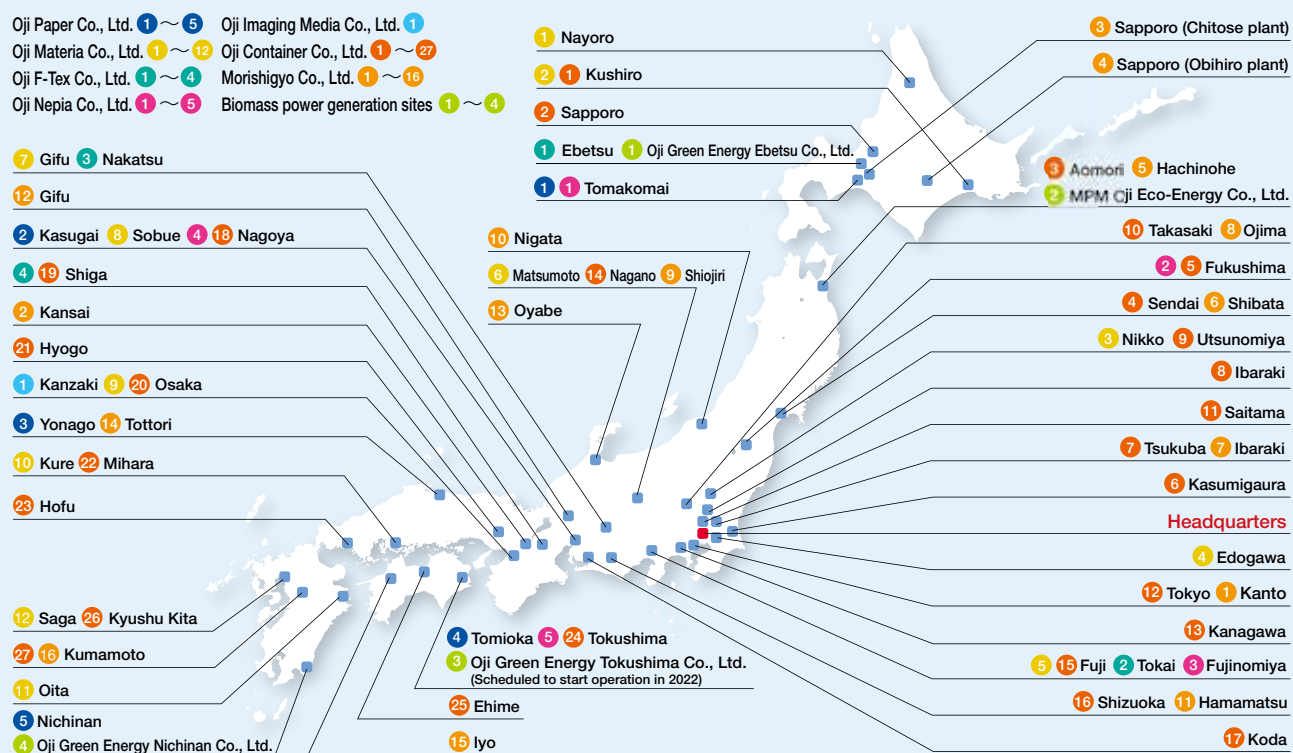 Oji Paper Co., Ltd. 1～5 Oji Imaging Media Co., Ltd. 1
Oji Materia Co., Ltd. 1～12 Oji Container Co., Ltd. 1～27
Oji F-Tex Co., Ltd. 1～4 Morishigyo Co., Ltd. 1～16
Oji Nepia Co., Ltd. 1～5 Biomass power generation sites 1～4
7 Gifu 3 Nakatsu
12 Gifu
2 Kasugai 8 Sobue 4 18 Nagoya
4 19 Shiga
2 Kansai
21 Hyogo
1 Kanzaki 9 20 Osaka
3 Yonago 14 Tottori
10 Kure 22 Mihara
23 Hofu
12 Saga 26 Kyushu Kita
27 16 Kumamoto
11 Oita
5 Nichinan
4 Oji Green Energy Nichinan Co., Ltd.
1 Nayoro
2 1 Kushiro
2 Sapporo
1 Ebetsu 1 Oji Green Energy Ebetsu Co., Ltd.
1 1 Tomakomai
10 Nigata
6 Matsumoto 14 Nagano 9 Shiojiri
13 Oyabe
4 Tomioka 5 24 Tokushima
3 Oji Green Energy Tokushima Co., Ltd.
(Scheduled to start operation in 2022)
25 Ehime
15 Iyo
3 Sapporo (Chitose plant)
4 Sapporo (Obihiro plant)
3 Aomori 5 Hachinohe
2 MPM Oji Eco-Energy Co., Ltd.
10 Takasaki 8 Ojima
2 5 Fukushima
4 Sendai 6 Shibata
3 Nikko 9 Utsunomiya
8 Ibaraki
11 Saitama
7 Tsukuba 7 Ibaraki
6 Kasumigaura
Headquarters
4 Edogawa
12 Tokyo 1 Kanto
13 Kanagawa
5 15 Fuji 2 Tokai 3 Fujinomiya
16 Shizuoka 11 Hamamatsu
17 Koda